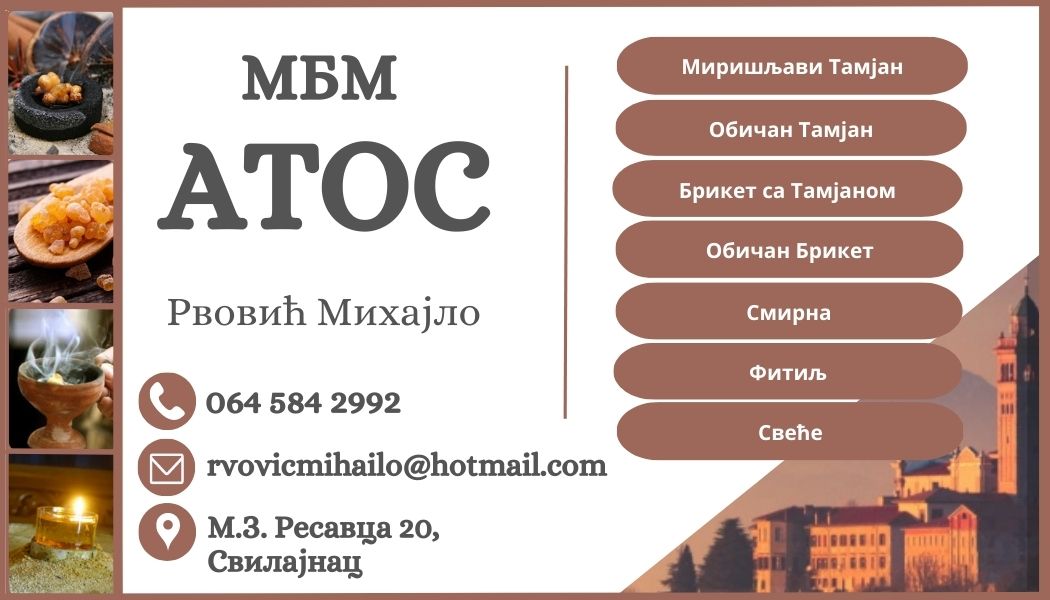 МБМ
АТОС
Рвовић Михајло
064 584 2992
rvovicmihailo@hotmail.com
М.З. Ресавца 20,
Свилајнац
Миришљави Тамјан
Обичан Тамјан
Брикет са Тамјаном
Обичан Брикет
Смирна
Фитиљ
Свеће